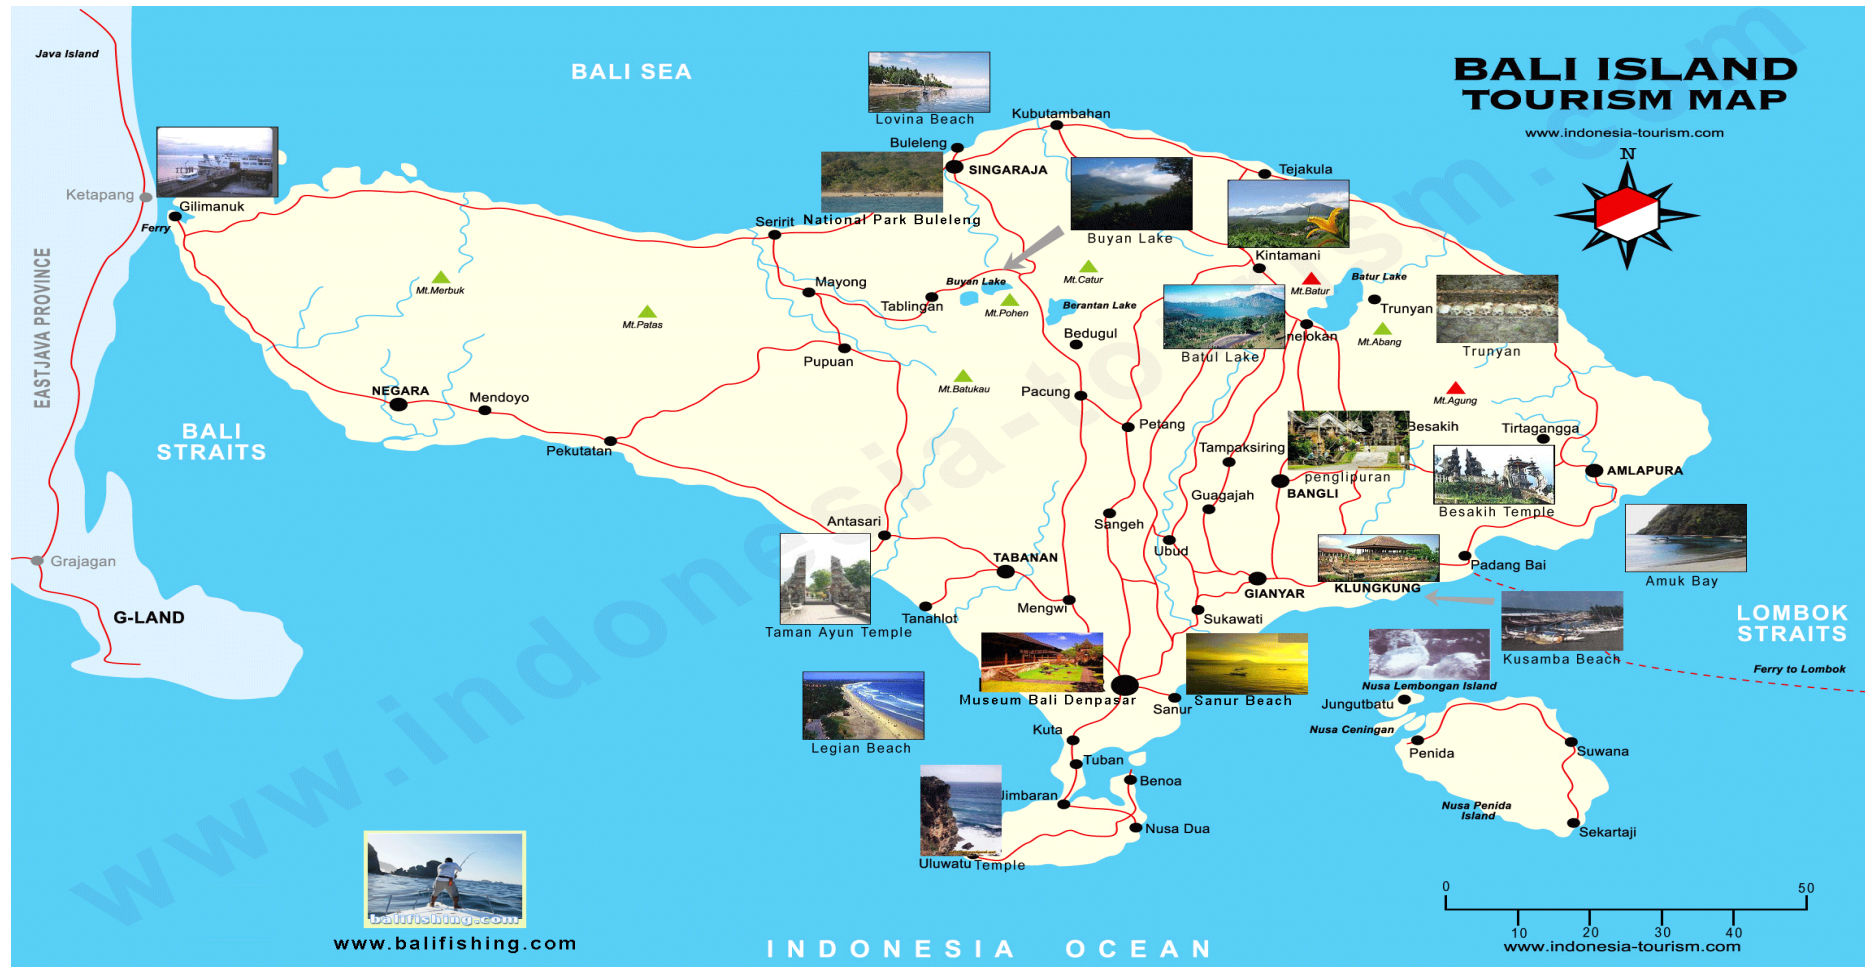 Java Island
BALI SEA
BALI ISLAND
TOURISM MAP
www.indonesia-tourism.com
N
Lovina Beach
Kubutambahan
Buleleng
SINGARAJA
Tejakula
Ketapang
Gilimanuk
Ferry
Seririt
National Park Buleleng
Buyan Lake
Kintamani
EASTJAVA PROVINCE
Mt.Merbuk
Mayong
Buyan Lake
Tablingan
Mt.Pohen
Mt.Catur
Berantan Lake
Mt.Batur
Batur Lake
Trunyan
Mt.Patas
Bedugul
nelokan
Mt.Abang
Trunyan
Batul Lake
Pupuan
Mt.Batukau
Pacung
Mt.Agung
NEGARA
Mendoyo
BALI
STRAITS
Pekutatan
Petang
Tampaksiring
Besakih
Tirtagangga
AMLAPURA
penglipuran
BANGLI
Guagajah
Besakih Temple
Antasari
Sangeh
Ubud
TABANAN
Padang Bai
Amuk Bay
Grajagan
G-LAND
GIANYAR
KLUNGKUNG
Tanahlot
Mengwi
Sukawati
Taman Ayun Temple
LOMBOK
STRAITS
Kusamba Beach
Ferry to Lombok
Nusa Lembongan Island
Jungutbatu
Museum Bali Denpasar
Sanur
Sanur Beach
Legian Beach
Kuta
Nusa Ceningan
Penida
Suwana
Tuban
Benoa
Jimbaran
Nusa Penida
Island
Nusa Dua
Sekartaji
Uluwatu Temple
balifishing.com
www.balifishing.com
INDONESIA OCEAN
0 50
10 20 30 40
www.indonesia-tourism.com
www.indonesia-tourism.com